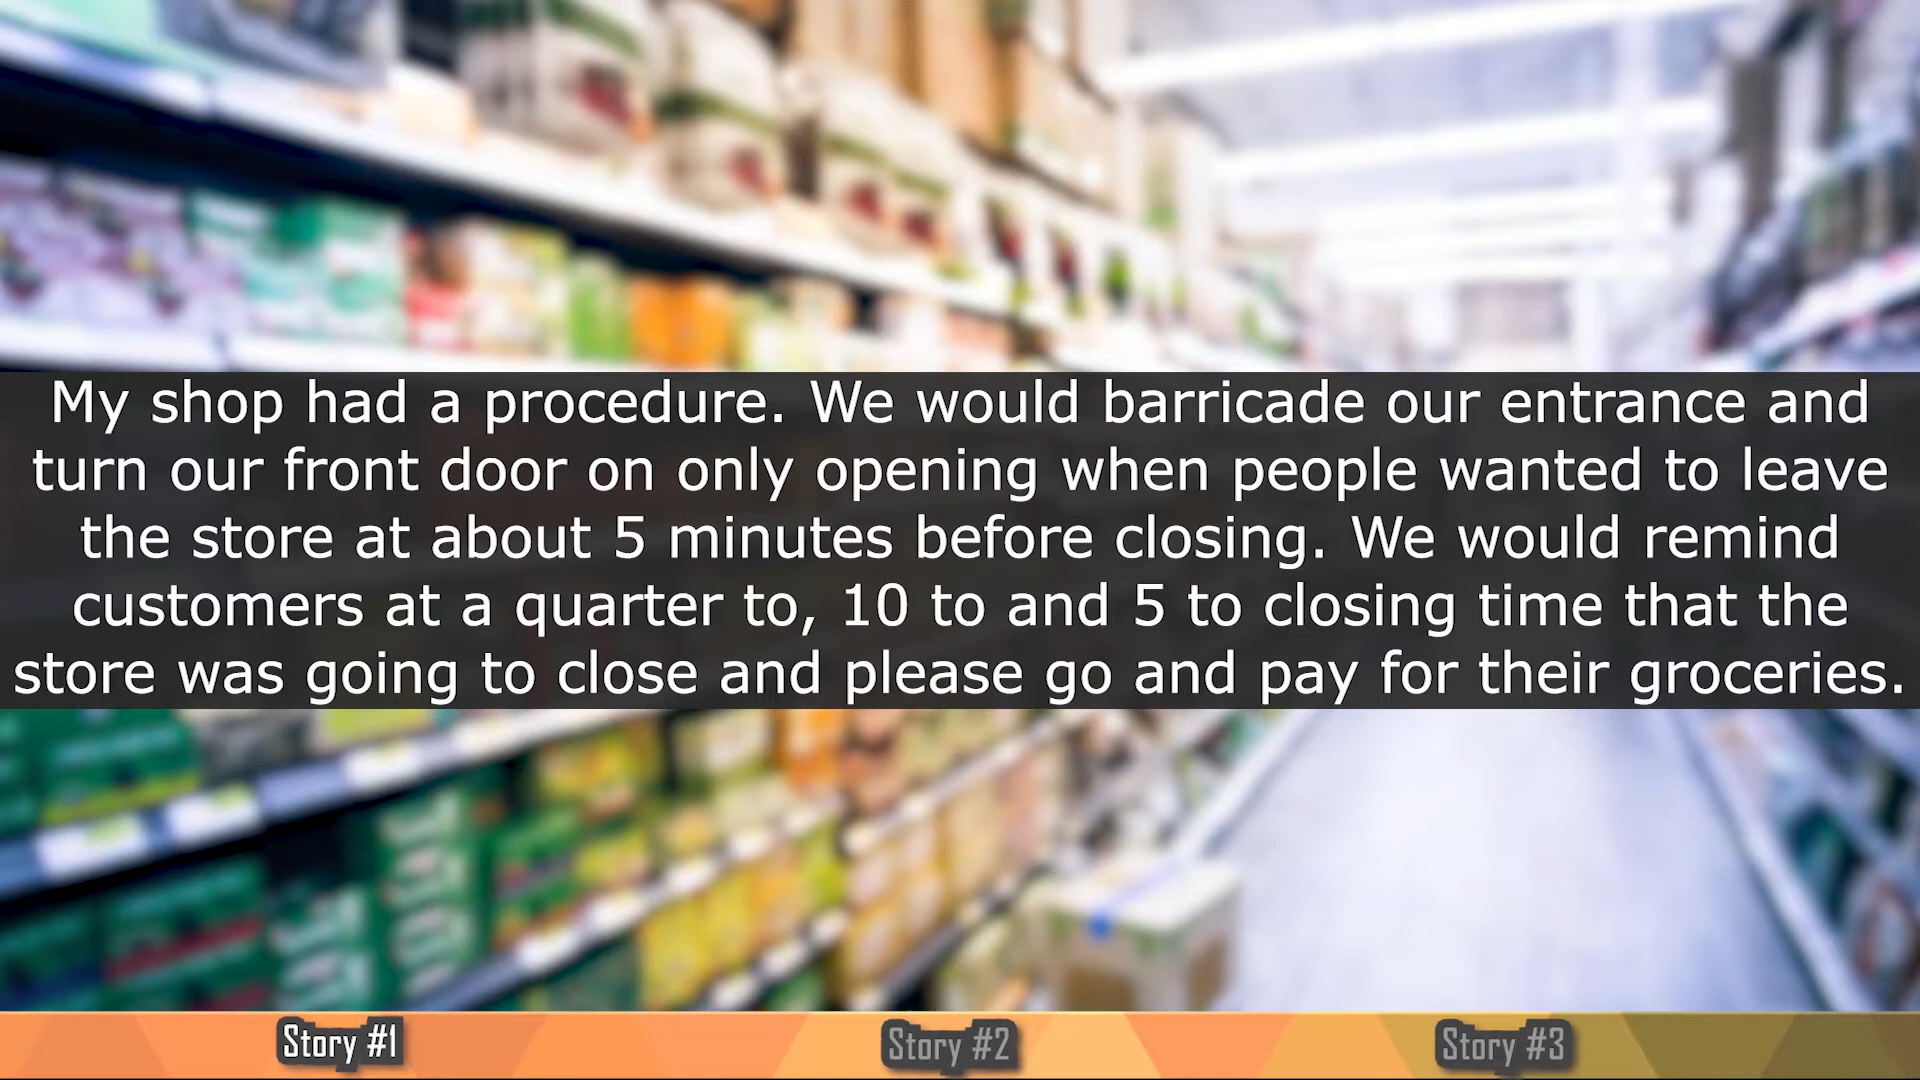 My shop had a procedure. We would barricade our entrance and
turn our front door on only opening when people wanted to leave
the store at about 5 minutes before closing. We would remind
customers at a quarter to, 10 to and 5 to closing time that the
store was going to close and please go and pay for their groceries.
Story #1
Story #2
Story #3